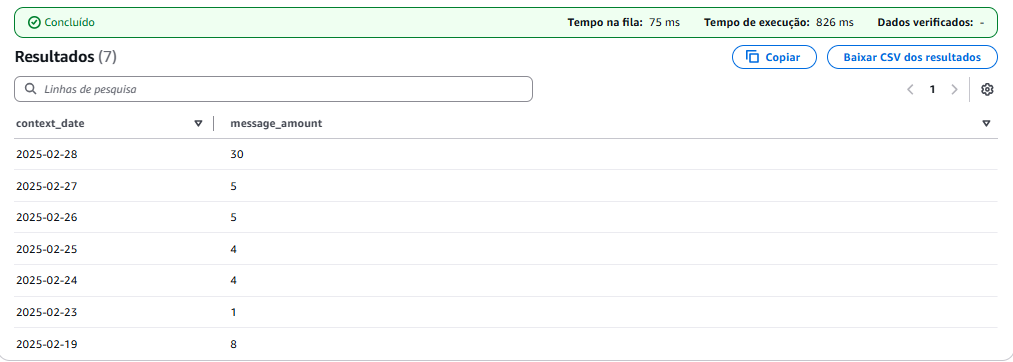 Concluído Tempo na fila: 75 ms Tempo de execução: 826 ms Dados verificados: -
Resultados (7) Copiar Baixar CSV dos resultados
Linhas de pesquisa 1
context_date message_amount
2025-02-28 30
2025-02-27 5
2025-02-26 5
2025-02-25 4
2025-02-24 4
2025-02-23 1
2025-02-19 8